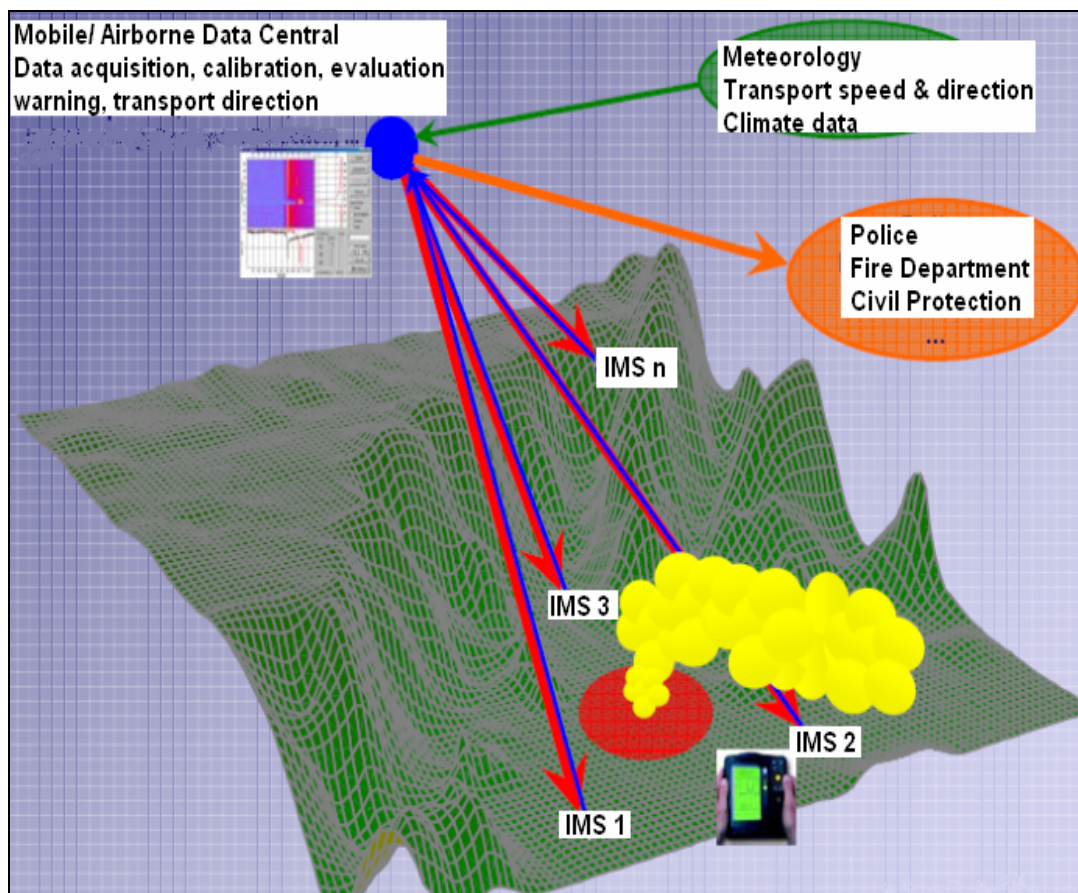 Mobile/ Airborne Data Central
Data acquisition, calibration, evaluation
warning, transport direction
...
Meteorology
Transport speed & direction
Climate data
Police
Fire Department
Civil Protection
...
IMS n
IMS 3
IMS 2
IMS 1